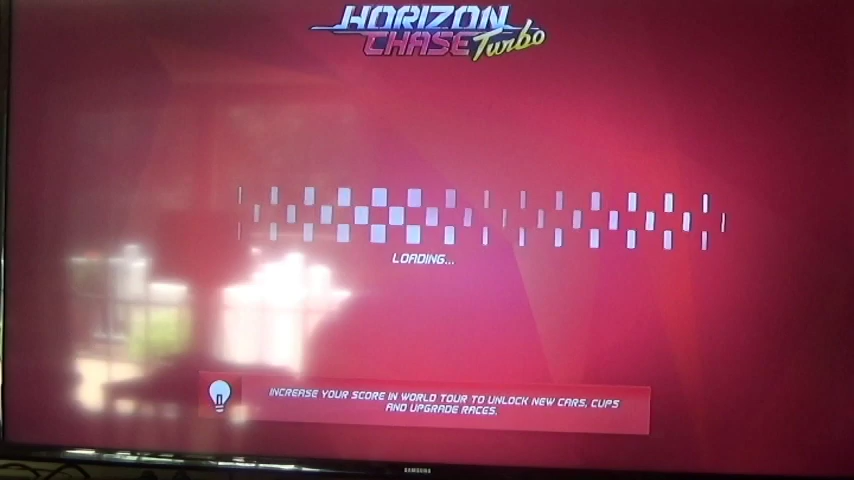 HORIZON
CHASE Turbo
LOADING...
INCREASE YOUR SCORE IN WORLD TOUR TO UNLOCK NEW CARS, CUPS
AND UPGRADE RACES.
SAMSUNG